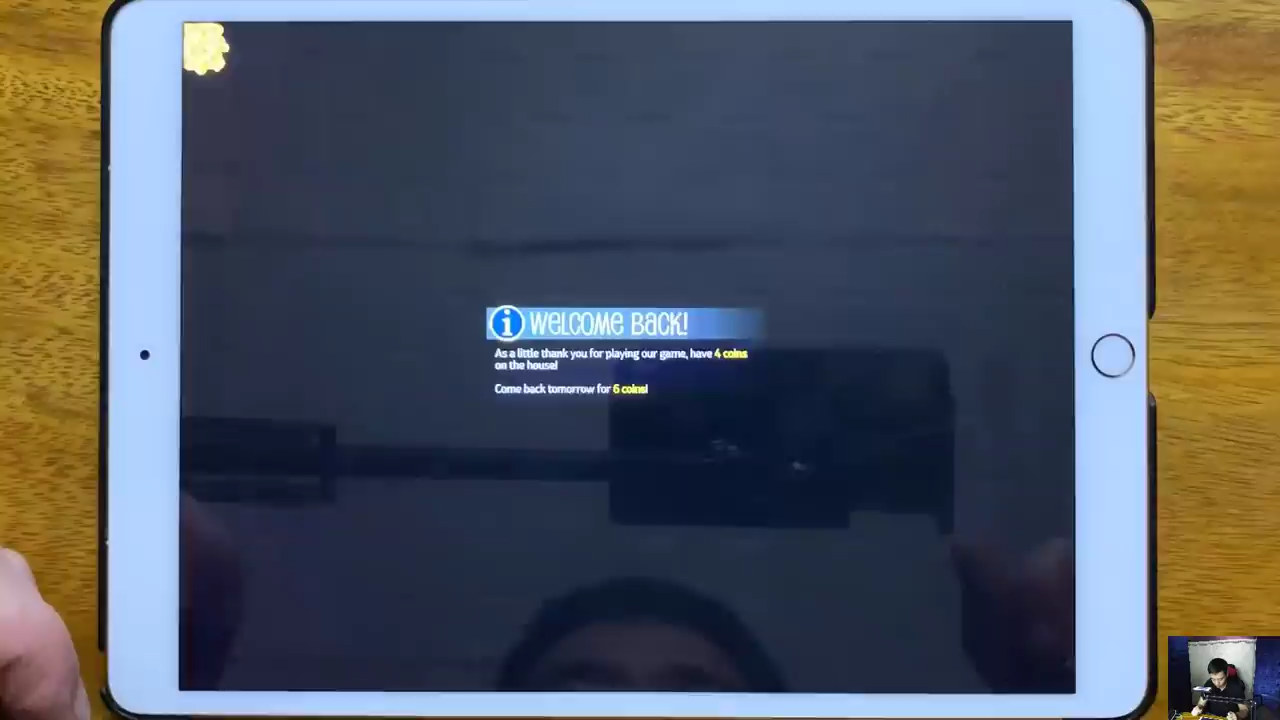 i WELCOME BACK!
As a little thank you for playing our game, have 4 coins
on the house!
Come back tomorrow for 6 coins!